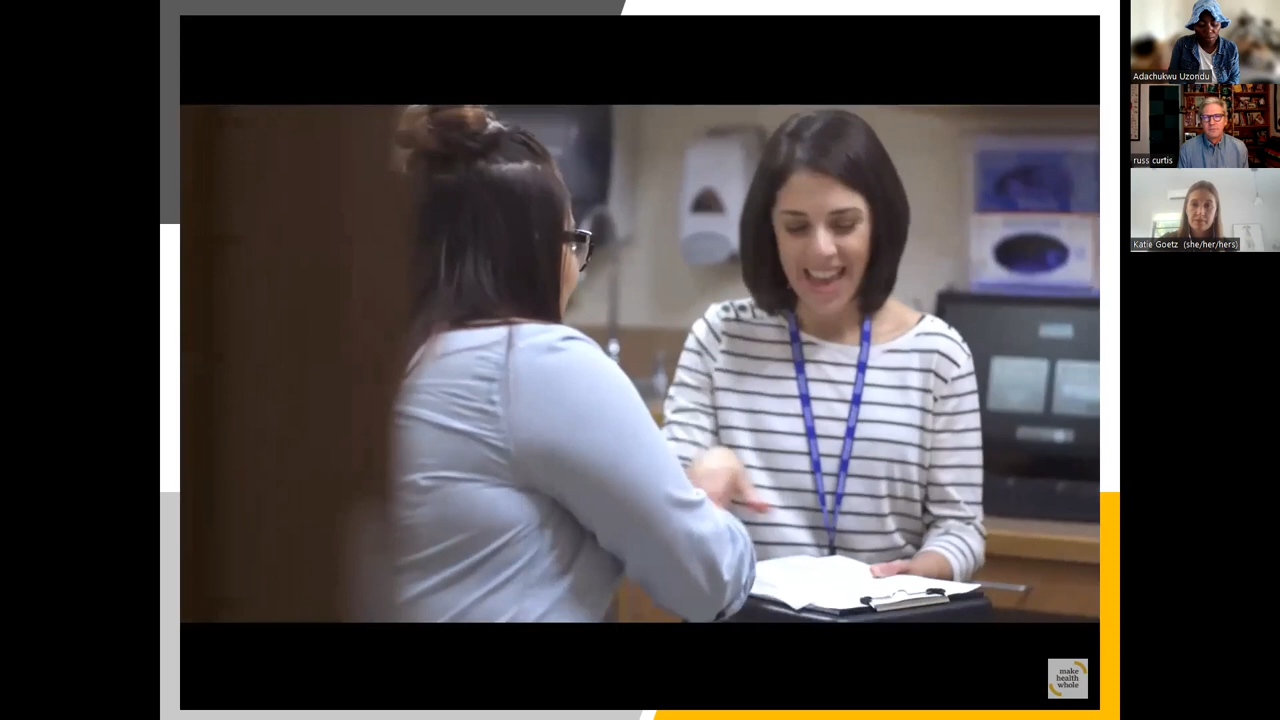 Adachukwu Uzondu
russ curtis
Katie Goetz (she/her/hers)
make
health
whole